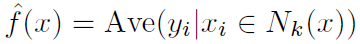 f̂(x) = Ave(yᵢ|xᵢ ∈ Nₖ(x))